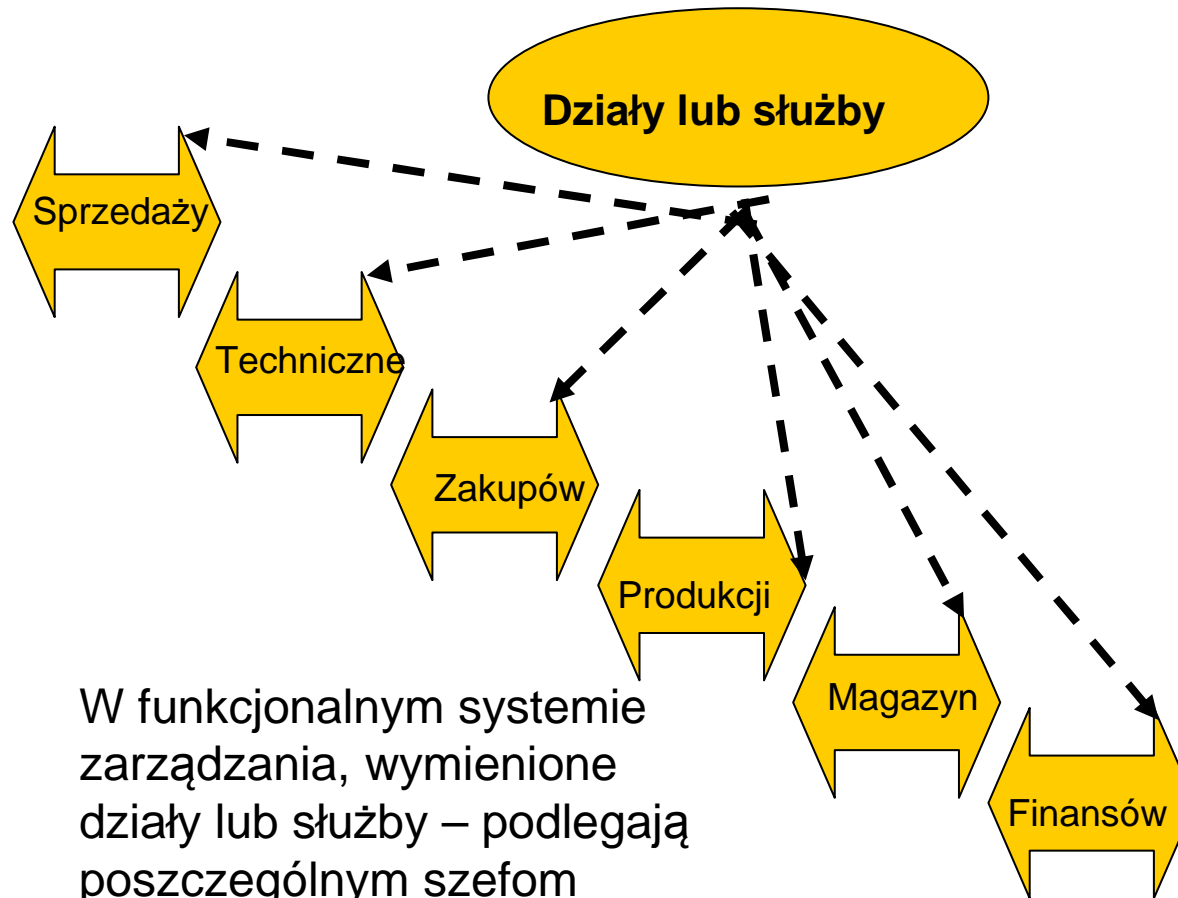 Działy lub służby
Sprzedaży
Techniczne
Zakupów
Produkcji
Magazyn
Finansów
W funkcjonalnym systemie
zarządzania, wymienione
działy lub służby – podlegają
poszczególnym szefom